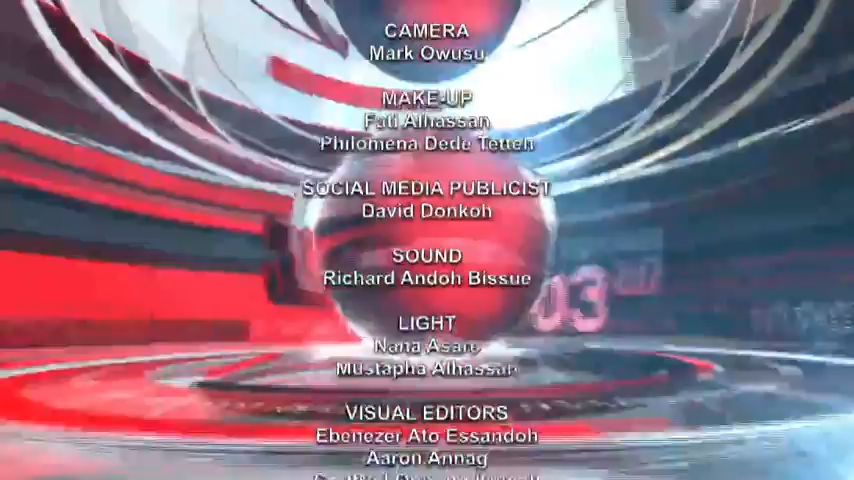 CAMERA
Mark Owusu
MAKE-UP
Fati Alhassan
Philomena Dede Tetteh
SOCIAL MEDIA PUBLICIST
David Donkoh
SOUND
Richard Andoh Bissue
03
LIGHT
Nana Asare
Mustapha Alhassan
VISUAL EDITORS
Ebenezer Ato Essandoh
Aaron Annag